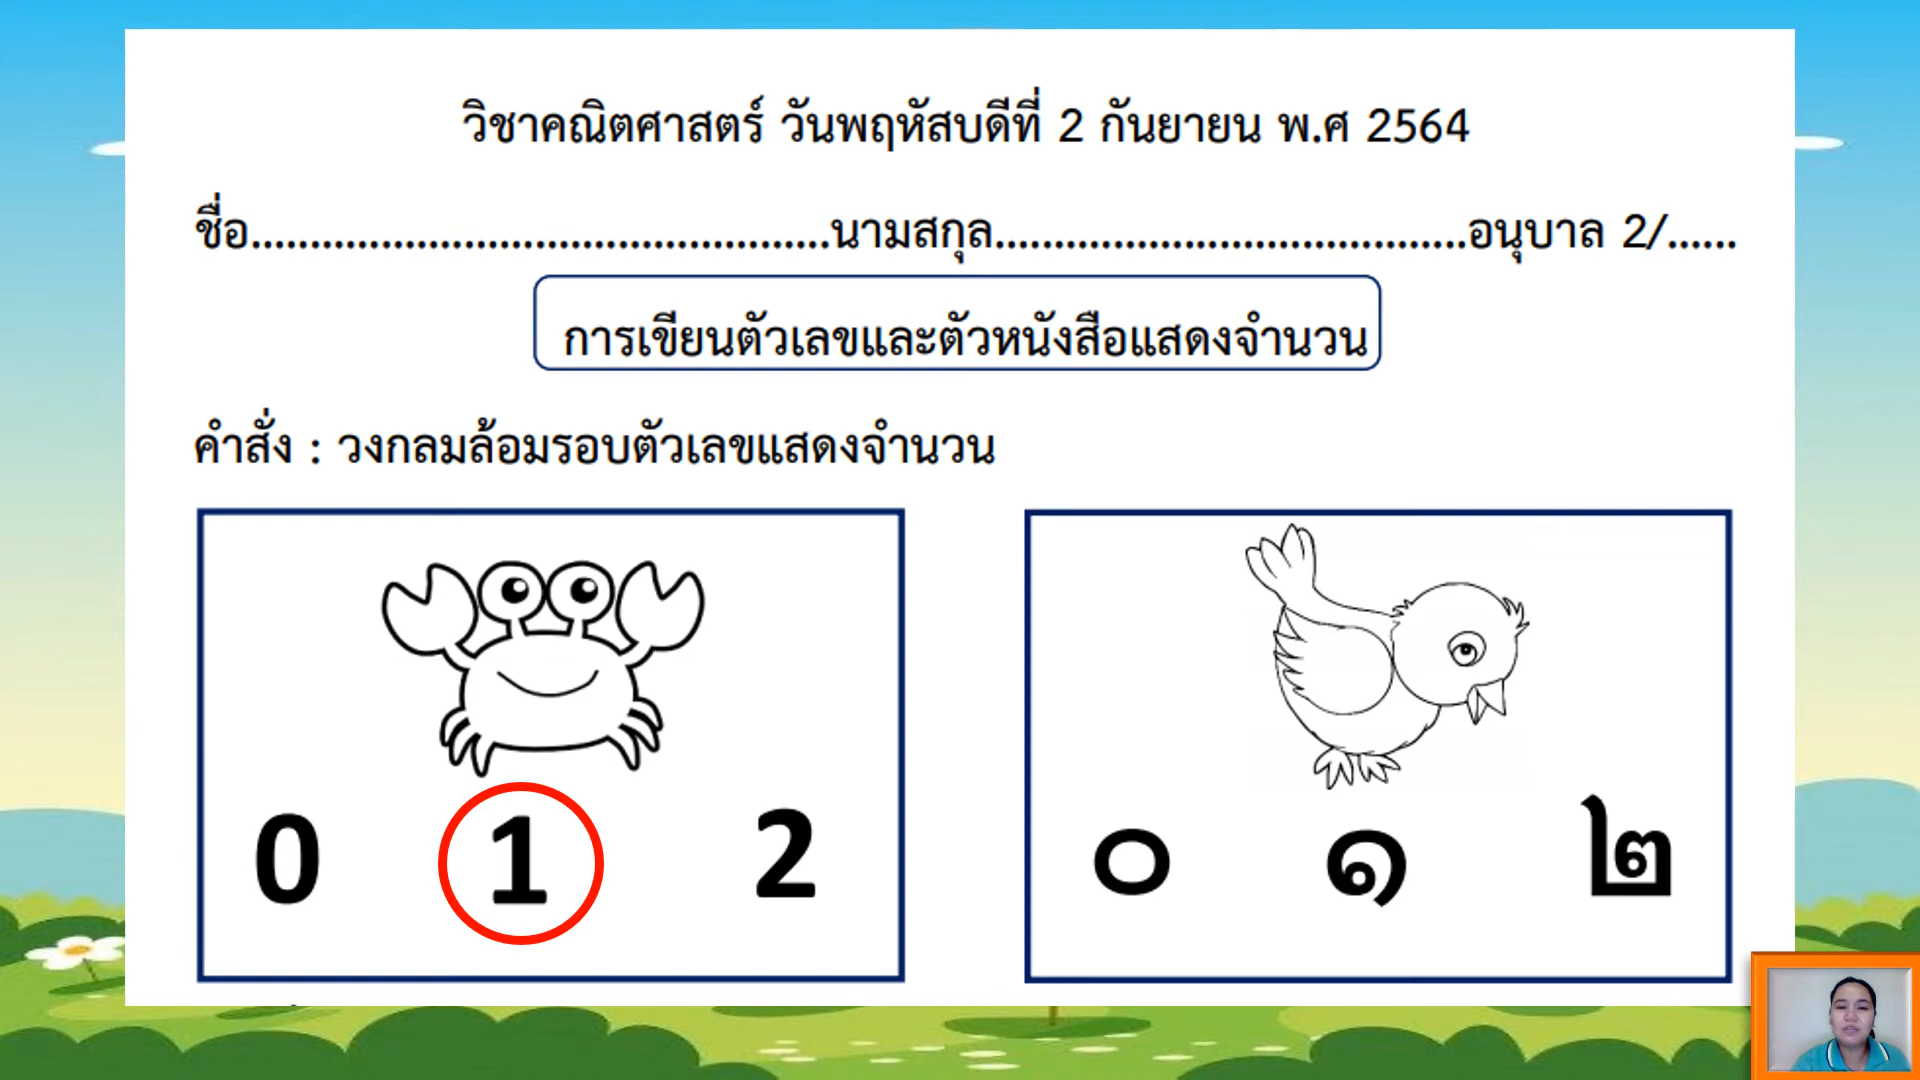 วิชาคณิตศาสตร์ วันพฤหัสบดีที่ 2 กันยายน พ.ศ 2564
ชื่อ.................................................นามสกุล........................................อนุบาล 2/......
การเขียนตัวเลขและตัวหนังสือแสดงจำนวน
คำสั่ง : วงกลมล้อมรอบตัวเลขแสดงจำนวน
0 1 2
๐ ๑ ๒